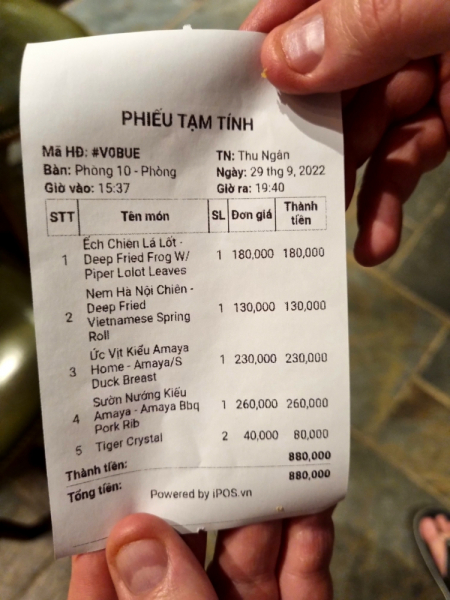 PHIẾU TẠM TÍNH
Mã HĐ: #V0BUE TN: Thu Ngân
Bàn: Phòng 10 - Phòng Ngày: 29 thg 9, 2022
Giờ vào: 15:37 Giờ ra: 19:40
STT Tên món SL Đơn giá Thành tiền
Ếch Chiên Lá Lốt -
1 Deep Fried Frog W/ 1 180,000 180,000
Piper Lolot Leaves
Nem Hà Nội Chiên -
2 Deep Fried 1 130,000 130,000
Vietnamese Spring
Roll
Ức Vịt Kiểu Amaya
3 Home - Amaya/S 1 230,000 230,000
Duck Breast
Sườn Nướng Kiểu
4 Amaya - Amaya Bbq 1 260,000 260,000
Pork Rib
5 Tiger Crystal 2 40,000 80,000
Thành tiền: 880,000
Tổng tiền: 880,000
Powered by iPOS.vn